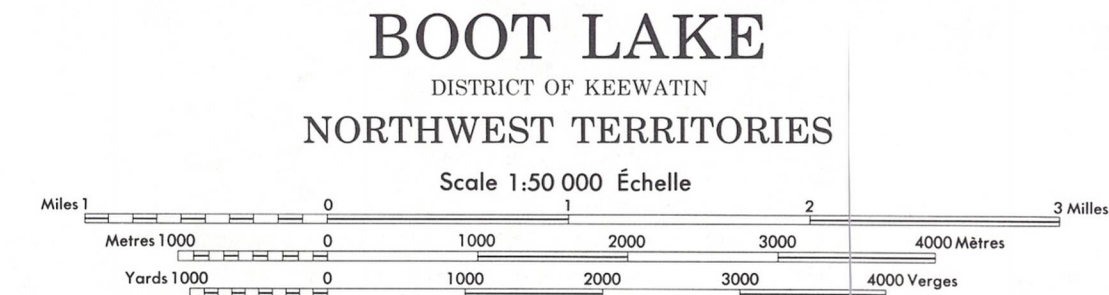 BOOT LAKE
DISTRICT OF KEEWATIN
NORTHWEST TERRITORIES
Scale 1:50 000 Échelle
Miles 1 0 1 2 3 Milles
Metres 1000 0 1000 2000 3000 4000 Mètres
Yards 1000 0 1000 2000 3000 4000 Verges